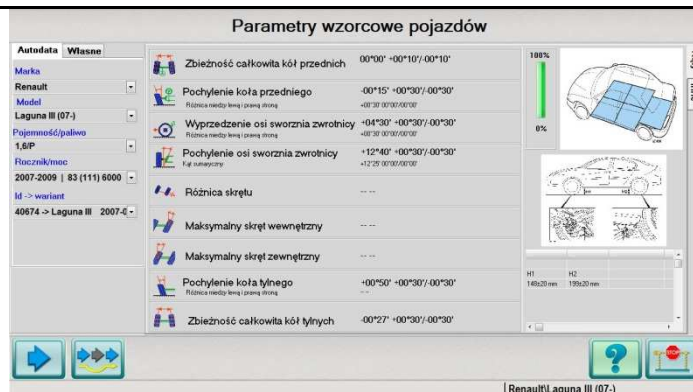 Parametry wzorcowe pojazdów
Autodata Własne
Marka
Renault
Model
Laguna III (07-)
Pojemność/paliwo
1,6/P
Rocznik/moc
2007-2009 | 83 (111) 6000
Id -> wariant
40674 -> Laguna III 2007-0
Zbieżność całkowita kół przednich 00°00' +00°10'/-00°10'
Pochylenie koła przedniego -00°15' +00°30'/-00°30'
Różnica miedzy lewą i prawą stroną +00°30' 00°00'/00°00'
Wyprzedzenie osi sworznia zwrotnicy +04°30' +00°30'/-00°30'
Różnica miedzy lewą i prawą stroną +00°30' 00°00'/00°00'
Pochylenie osi sworznia zwrotnicy +12°40' +00°30'/-00°30'
Kąt sumaryczny +12°25' 00°00'/00°00'
Różnica skrętu -- --
Maksymalny skręt wewnętrzny -- --
Maksymalny skręt zewnętrzny -- --
Pochylenie koła tylnego +00°50' +00°30'/-00°30'
Różnica miedzy lewą i prawą stroną -- --
Zbieżność całkowita kół tylnych -00°27' +00°30'/-00°30'
100%
0%
H1 H2
148±20 mm 199±20 mm
?
STOP
Renault\Laguna III (07-)